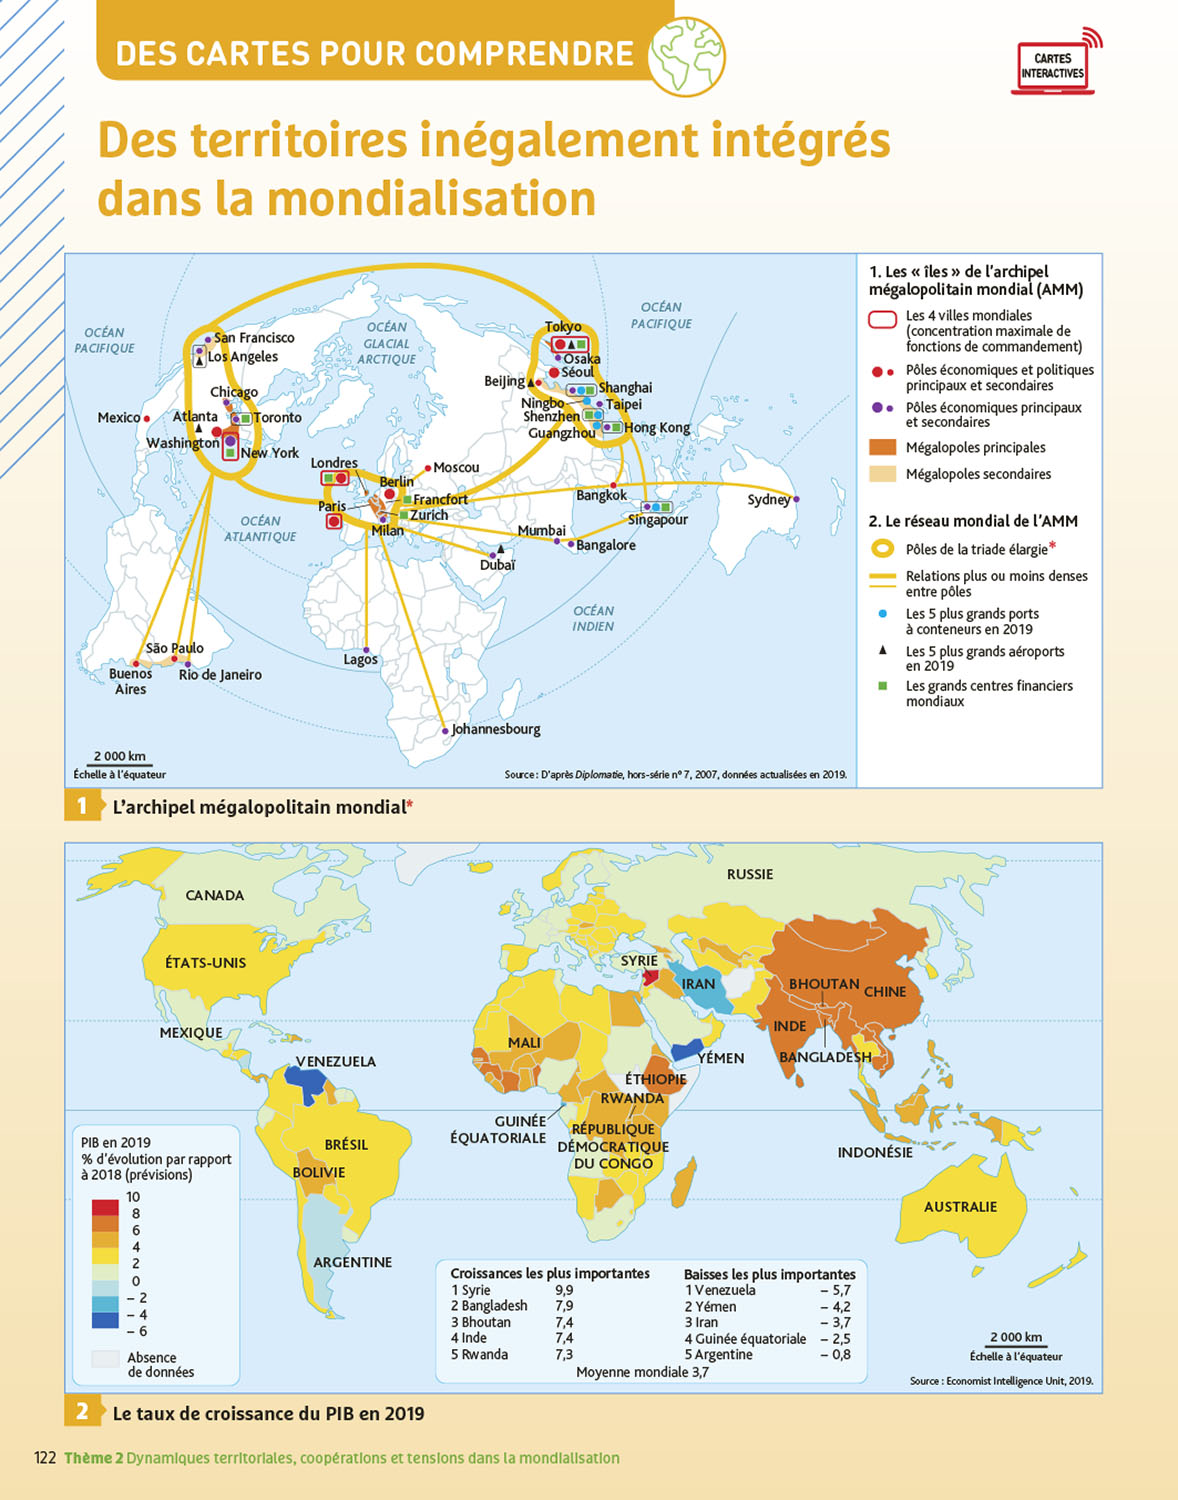 DES CARTES POUR COMPRENDRE
CARTES
INTERACTIVES
Des territoires inégalement intégrés
dans la mondialisation
OCÉAN
PACIFIQUE
San Francisco
Los Angeles
Chicago
Mexico
Atlanta
Toronto
Washington
New York
OCÉAN
GLACIAL
ARCTIQUE
OCÉAN
PACIFIQUE
Tokyo
Osaka
Séoul
Beijing
Shanghai
Ningbo
Taipei
Shenzhen
Guangzhou
Hong Kong
Londres
Moscou
Berlin
Paris
Francfort
Zurich
Milan
OCÉAN
ATLANTIQUE
Bangkok
Sydney
Singapour
Mumbai
Bangalore
Dubaï
OCÉAN
INDIEN
São Paulo
Buenos
Aires
Rio de Janeiro
Lagos
Johannesbourg
2 000 km
Échelle à l'équateur
Source : D'après Diplomatie, hors-série nº 7, 2007, données actualisées en 2019.
1. Les « îles » de l'archipel
mégalopolitain mondial (AMM)
Les 4 villes mondiales
(concentration maximale de
fonctions de commandement)
Pôles économiques et politiques
principaux et secondaires
Pôles économiques principaux
et secondaires
Mégalopoles principales
Mégalopoles secondaires
2. Le réseau mondial de l'AMM
Pôles de la triade élargie*
Relations plus ou moins denses
entre pôles
Les 5 plus grands ports
à conteneurs en 2019
Les 5 plus grands aéroports
en 2019
Les grands centres financiers
mondiaux
1 L'archipel mégalopolitain mondial*
CANADA
RUSSIE
ÉTATS-UNIS
SYRIE
IRAN
BHOUTAN
CHINE
MEXIQUE
INDE
MALI
BANGLADESH
VENEZUELA
YÉMEN
ÉTHIOPIE
RWANDA
GUINÉE
ÉQUATORIALE
RÉPUBLIQUE
DÉMOCRATIQUE
DU CONGO
BRÉSIL
BOLIVIE
INDONÉSIE
AUSTRALIE
ARGENTINE
PIB en 2019
% d'évolution par rapport
à 2018 (prévisions)
10
8
6
4
2
0
– 2
– 4
– 6
Absence
de données
Croissances les plus importantes
1 Syrie 9,9
2 Bangladesh 7,9
3 Bhoutan 7,4
4 Inde 7,4
5 Rwanda 7,3
Baisses les plus importantes
1 Venezuela – 5,7
2 Yémen – 4,2
3 Iran – 3,7
4 Guinée équatoriale – 2,5
5 Argentine – 0,8
Moyenne mondiale 3,7
2 000 km
Échelle à l'équateur
Source : Economist Intelligence Unit, 2019.
2 Le taux de croissance du PIB en 2019
122 Thème 2 Dynamiques territoriales, coopérations et tensions dans la mondialisation